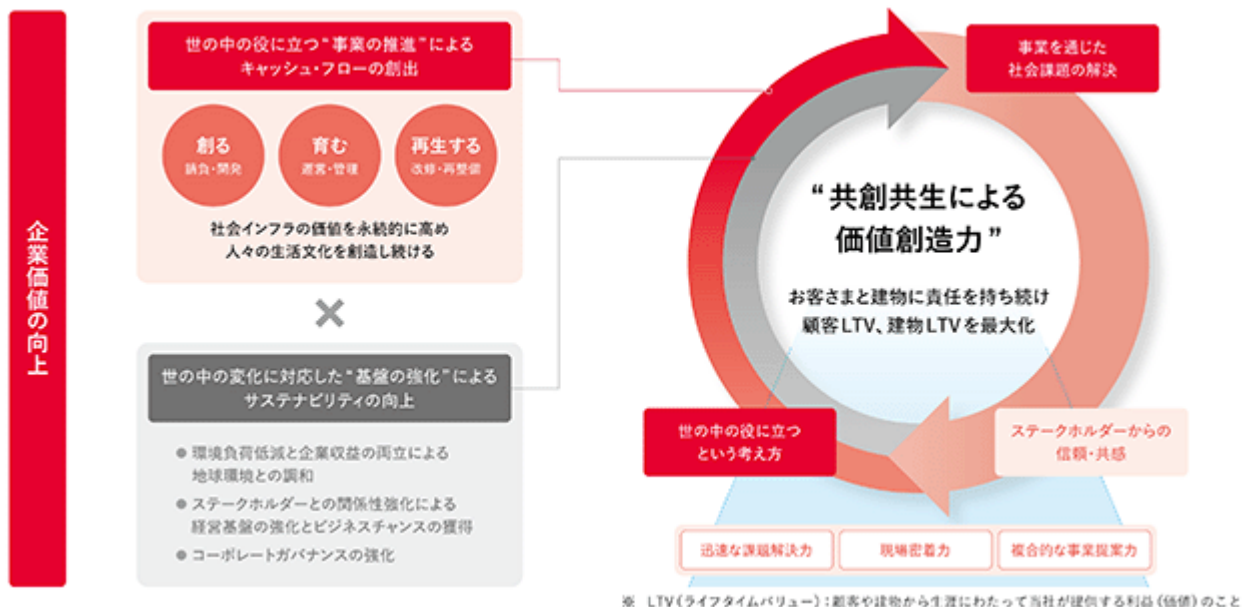 企業価値の向上
世の中の役に立つ“事業の推進”による
キャッシュ・フローの創出
創る
請負・開発
育む
運営・管理
再生する
改修・再整備
社会インフラの価値を永続的に高め
人々の生活文化を創造し続ける
×
世の中の変化に対応した“基盤の強化”による
サステナビリティの向上
● 環境負荷低減と企業収益の両立による
地球環境との調和
● ステークホルダーとの関係性強化による
経営基盤の強化とビジネスチャンスの獲得
● コーポレートガバナンスの強化
事業を通じた
社会課題の解決
“共創共生による
価値創造力”
お客さまと建物に責任を持ち続け
顧客LTV、建物LTVを最大化
世の中の役に立つ
という考え方
ステークホルダーからの
信頼・共感
迅速な課題解決力
現場密着力
複合的な事業提案力
※ LTV(ライフタイムバリュー):顧客や建物から生涯にわたって当社が提供する利益(価値)のこと